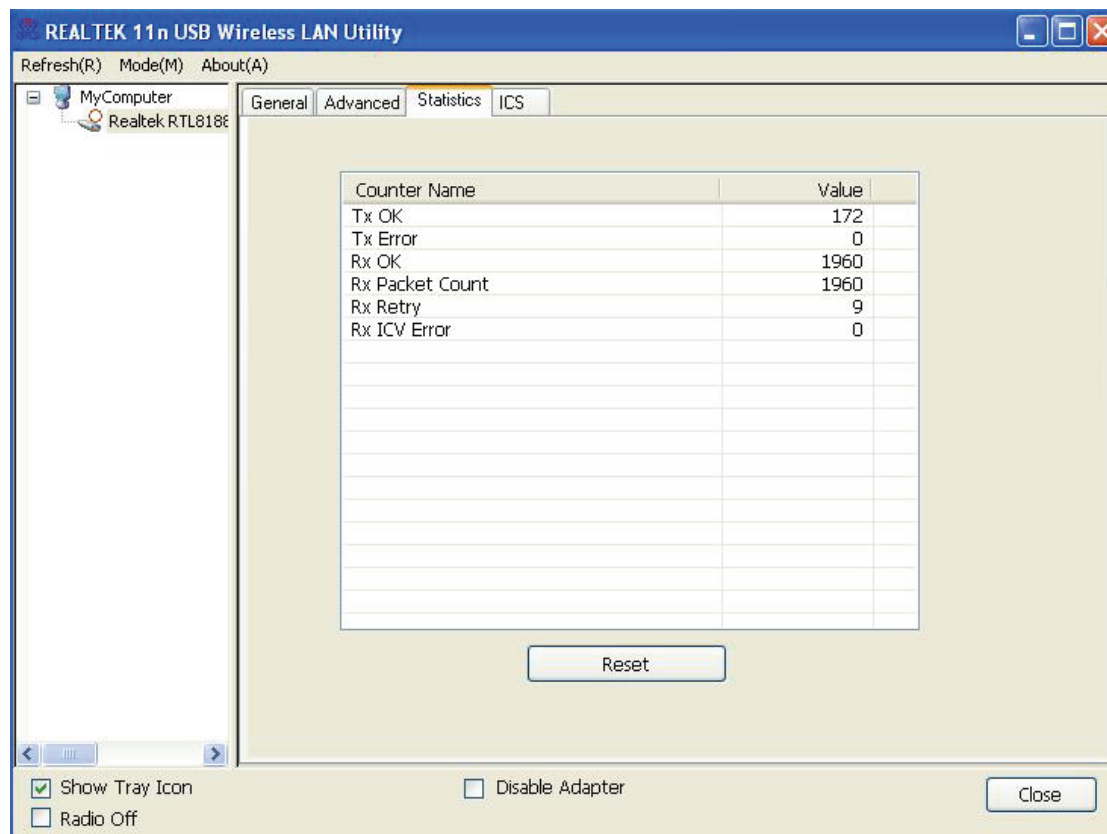 REALTEK 11n USB Wireless LAN Utility
Refresh(R) Mode(M) About(A)
MyComputer
Realtek RTL8188
General Advanced Statistics ICS
Counter Name Value
Tx OK 172
Tx Error 0
Rx OK 1960
Rx Packet Count 1960
Rx Retry 9
Rx ICV Error 0
Reset
Show Tray Icon Disable Adapter Close
Radio Off